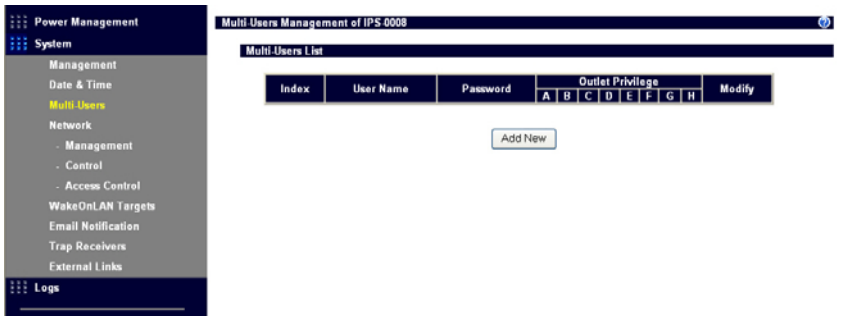 Power Management
System
Management
Date & Time
Multi-Users
Network
- Management
- Control
- Access Control
WakeOnLAN Targets
Email Notification
Trap Receivers
External Links
Logs
Multi-Users Management of IPS-0008
?
Multi-Users List
Index User Name Password Outlet Privilege Modify
A B C D E F G H
Add New